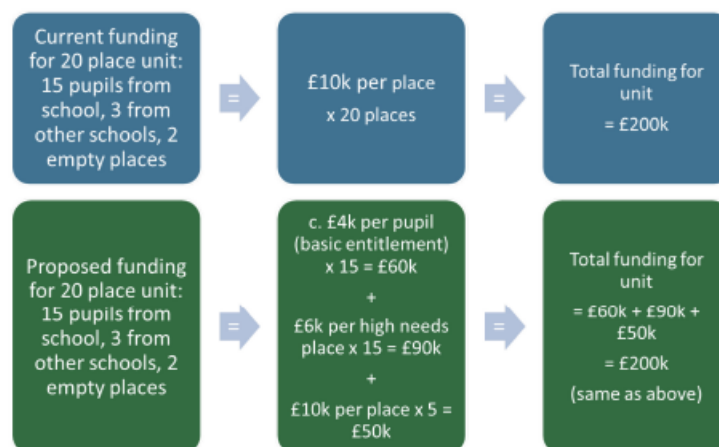 Current funding
for 20 place unit:
15 pupils from
school, 3 from
other schools, 2
empty places
=
£10k per place
x 20 places
=
Total funding for
unit
= £200k
Proposed funding
for 20 place unit:
15 pupils from
school, 3 from
other schools, 2
empty places
=
c. £4k per pupil
(basic entitlement)
x 15 = £60k
+
£6k per high needs
place x 15 = £90k
+
£10k per place x 5 =
£50k
=
Total funding for
unit
= £60k + £90k +
£50k
= £200k
(same as above)